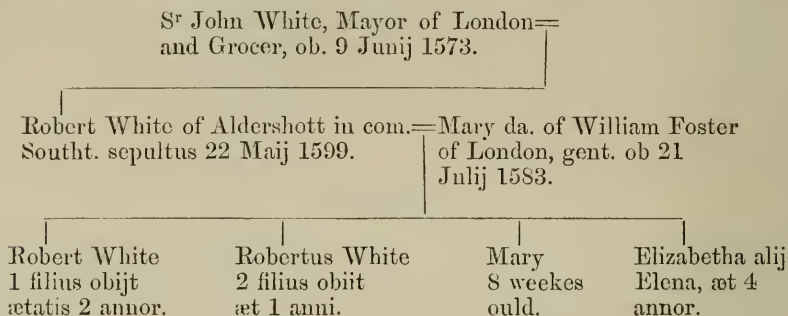 Sr John White, Mayor of London=
and Grocer, ob. 9 Junij 1573.
Robert White of Aldershott in com.=Mary da. of William Foster
Southt. sepultus 22 Maij 1599.
of London, gent. ob 21
Julij 1583.
Robert White
1 filius obijt
ætatis 2 annor.
Robertus White
2 filius obiit
æt 1 anni.
Mary
8 weekes
ould.
Elizabetha alij
Elena, æt 4
annor.